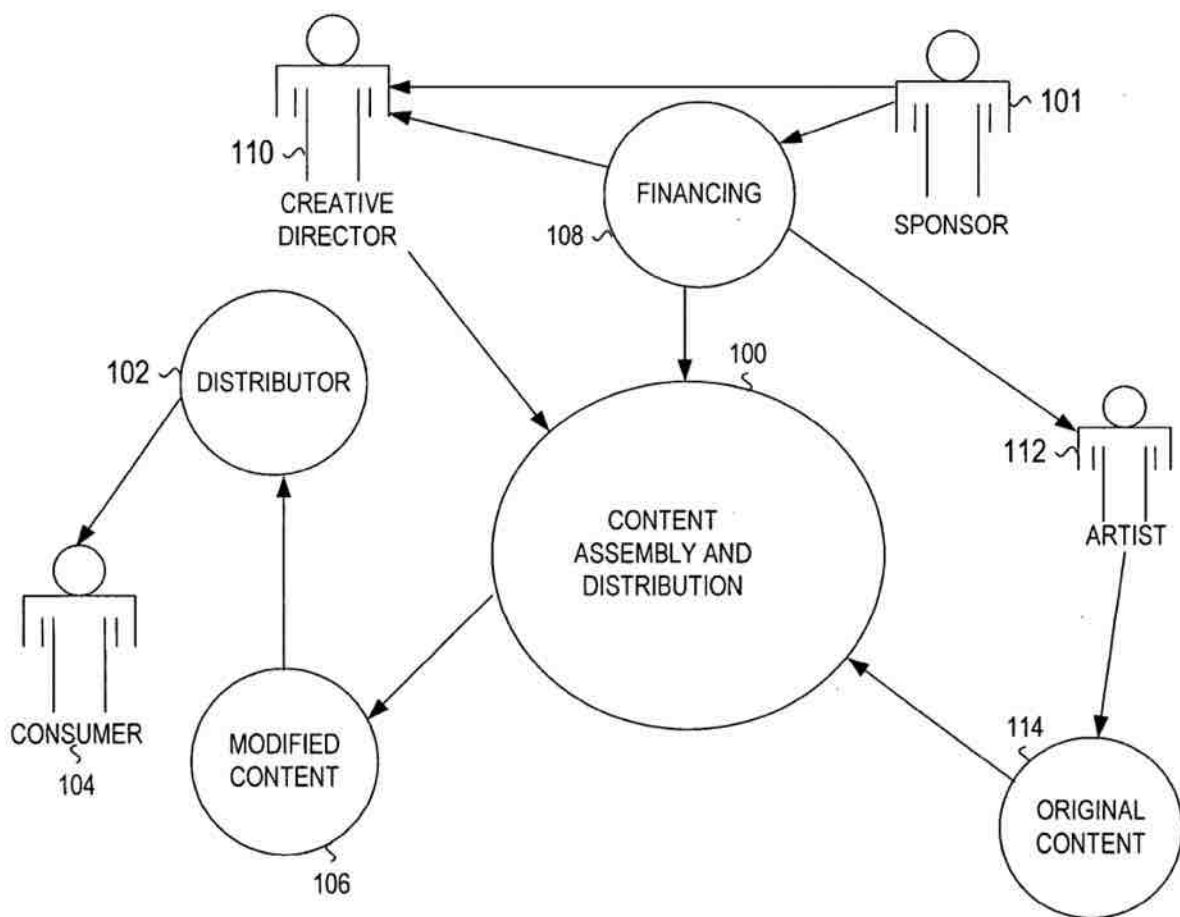 101
110
CREATIVE
DIRECTOR
FINANCING
108
SPONSOR
102
DISTRIBUTOR
100
112
ARTIST
CONTENT
ASSEMBLY AND
DISTRIBUTION
CONSUMER
104
MODIFIED
CONTENT
106
114
ORIGINAL
CONTENT